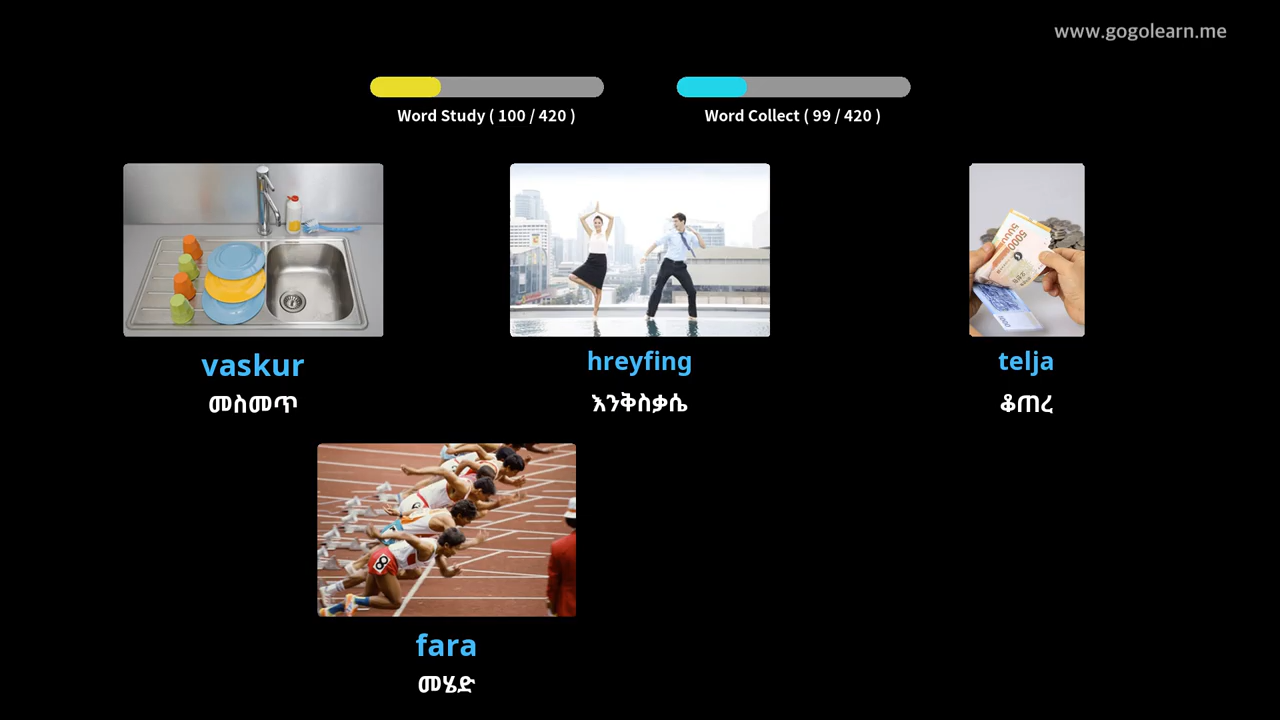 www.gogolearn.me
Word Study ( 100 / 420 )
Word Collect ( 99 / 420 )
vaskur
መስመጥ
hreyfing
እንቅስቃሴ
telja
ቆጠረ
fara
መሄድ